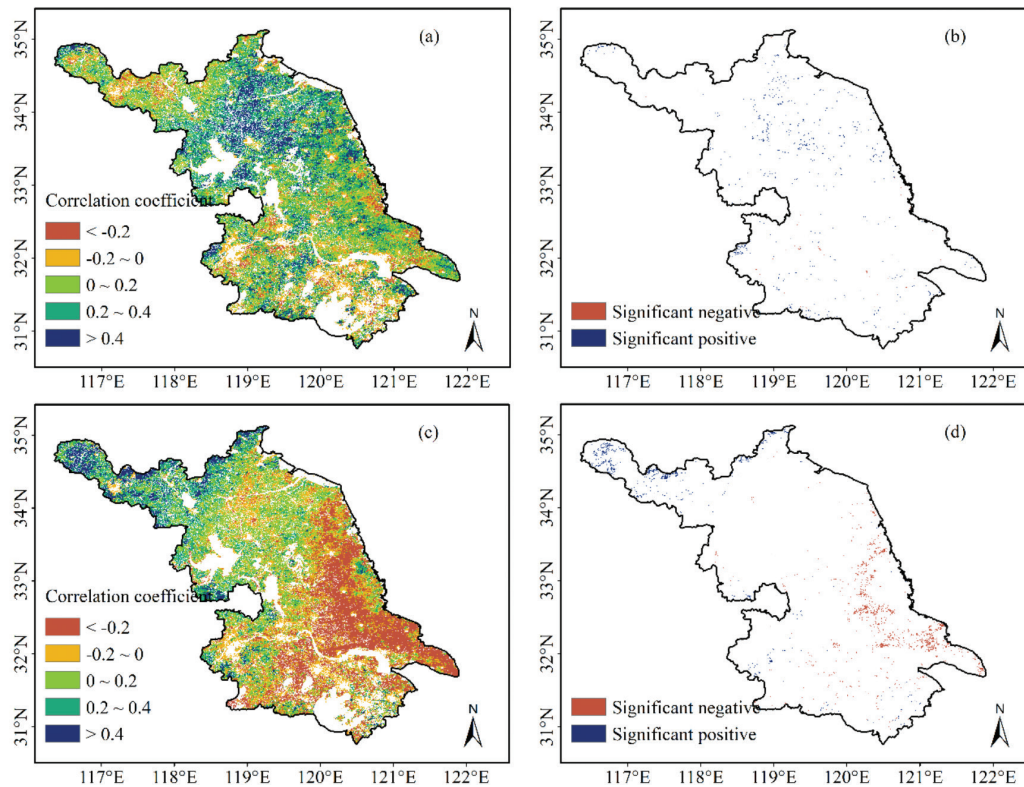 (a)
35°N
34°N
33°N
32°N
31°N
Corrclation coefficient
< -0.2
-0.2 ~ 0
0 ~ 0.2
0.2 ~ 0.4
> 0.4
N
117°E 118°E 119°E 120°E 121°E 122°E
(b)
35°N
34°N
33°N
32°N
31°N
Significant negative
Significant positive
N
117°E 118°E 119°E 120°E 121°E 122°E
(c)
35°N
34°N
33°N
32°N
31°N
Correlation coefficient
< -0.2
-0.2 ~ 0
0 ~ 0.2
0.2 ~ 0.4
> 0.4
N
117°E 118°E 119°E 120°E 121°E 122°E
(d)
35°N
34°N
33°N
32°N
31°N
Significant negative
Significant positive
N
117°E 118°E 119°E 120°E 121°E 122°E